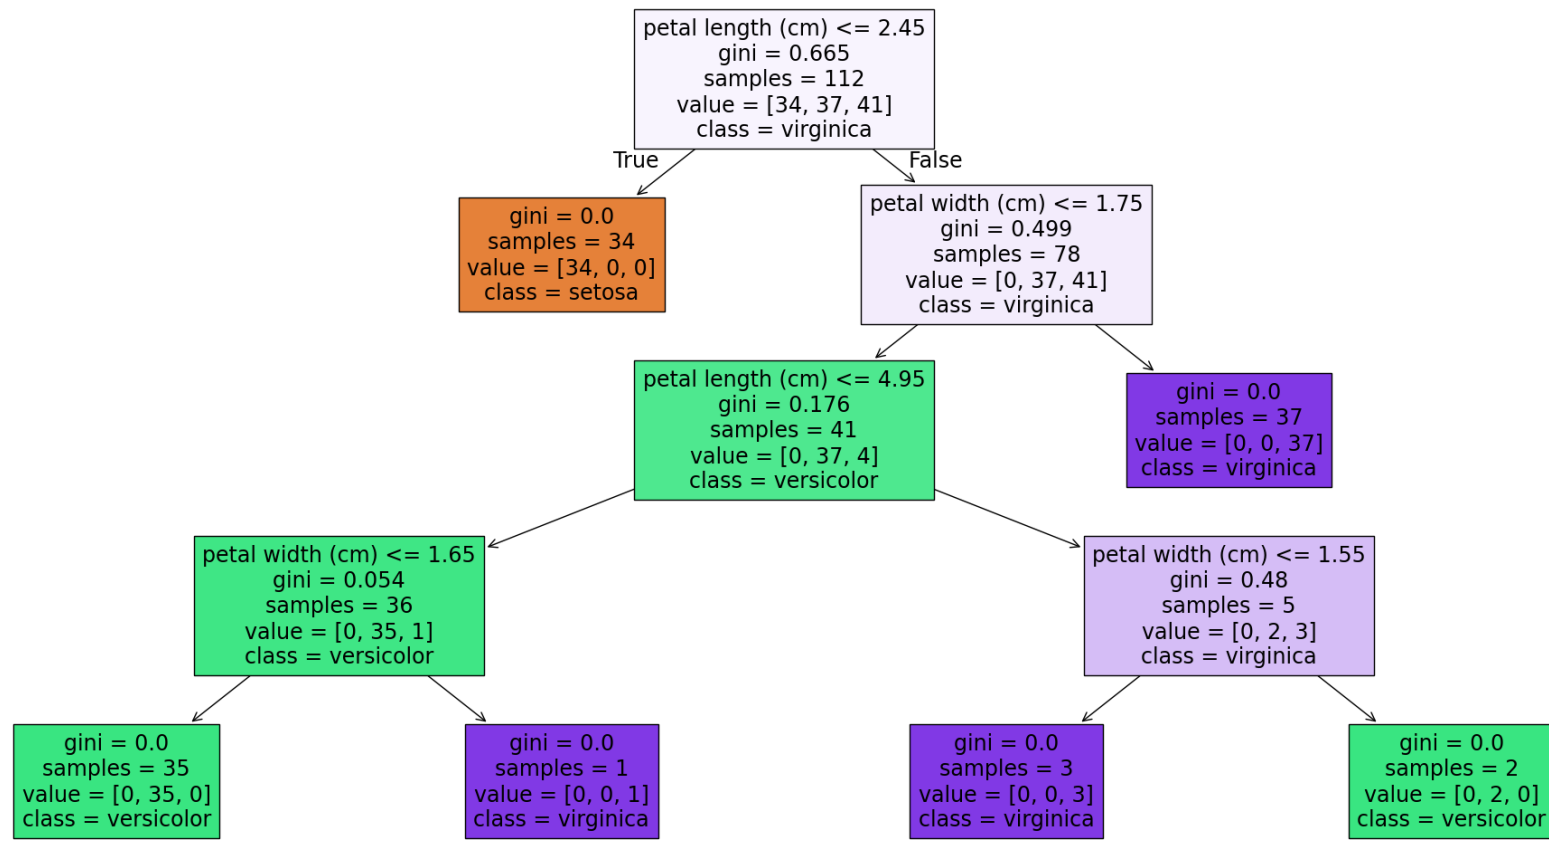 petal length (cm) <= 2.45
gini = 0.665
samples = 112
value = [34, 37, 41]
class = virginica
True
False
gini = 0.0
samples = 34
value = [34, 0, 0]
class = setosa
petal width (cm) <= 1.75
gini = 0.499
samples = 78
value = [0, 37, 41]
class = virginica
petal length (cm) <= 4.95
gini = 0.176
samples = 41
value = [0, 37, 4]
class = versicolor
gini = 0.0
samples = 37
value = [0, 0, 37]
class = virginica
petal width (cm) <= 1.65
gini = 0.054
samples = 36
value = [0, 35, 1]
class = versicolor
petal width (cm) <= 1.55
gini = 0.48
samples = 5
value = [0, 2, 3]
class = virginica
gini = 0.0
samples = 35
value = [0, 35, 0]
class = versicolor
gini = 0.0
samples = 1
value = [0, 0, 1]
class = virginica
gini = 0.0
samples = 3
value = [0, 0, 3]
class = virginica
gini = 0.0
samples = 2
value = [0, 2, 0]
class = versicolor